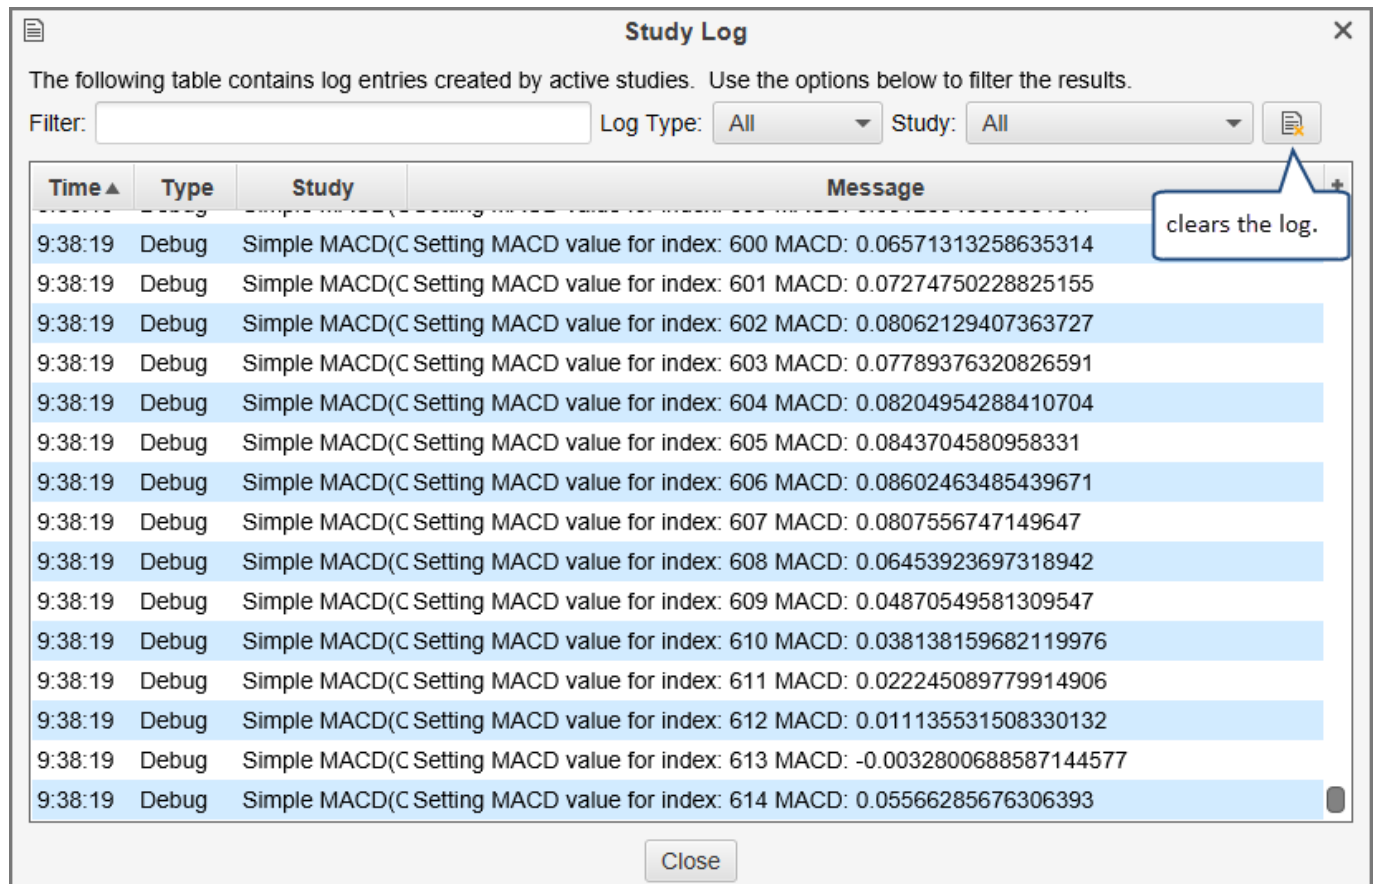 Study Log
The following table contains log entries created by active studies. Use the options below to filter the results.
Filter: Log Type: All Study: All
clears the log.
Time Type Study Message
9:38:19 Debug Simple MACD(C Setting MACD value for index: 600 MACD: 0.06571313258635314
9:38:19 Debug Simple MACD(C Setting MACD value for index: 601 MACD: 0.07274750228825155
9:38:19 Debug Simple MACD(C Setting MACD value for index: 602 MACD: 0.08062129407363727
9:38:19 Debug Simple MACD(C Setting MACD value for index: 603 MACD: 0.07789376320826591
9:38:19 Debug Simple MACD(C Setting MACD value for index: 604 MACD: 0.08204954288410704
9:38:19 Debug Simple MACD(C Setting MACD value for index: 605 MACD: 0.0843704580958331
9:38:19 Debug Simple MACD(C Setting MACD value for index: 606 MACD: 0.08602463485439671
9:38:19 Debug Simple MACD(C Setting MACD value for index: 607 MACD: 0.0807556747149647
9:38:19 Debug Simple MACD(C Setting MACD value for index: 608 MACD: 0.06453923697318942
9:38:19 Debug Simple MACD(C Setting MACD value for index: 609 MACD: 0.04870549581309547
9:38:19 Debug Simple MACD(C Setting MACD value for index: 610 MACD: 0.038138159682119976
9:38:19 Debug Simple MACD(C Setting MACD value for index: 611 MACD: 0.022245089779914906
9:38:19 Debug Simple MACD(C Setting MACD value for index: 612 MACD: 0.011135531508330132
9:38:19 Debug Simple MACD(C Setting MACD value for index: 613 MACD: -0.0032800688587144577
9:38:19 Debug Simple MACD(C Setting MACD value for index: 614 MACD: 0.05566285676306393
Close